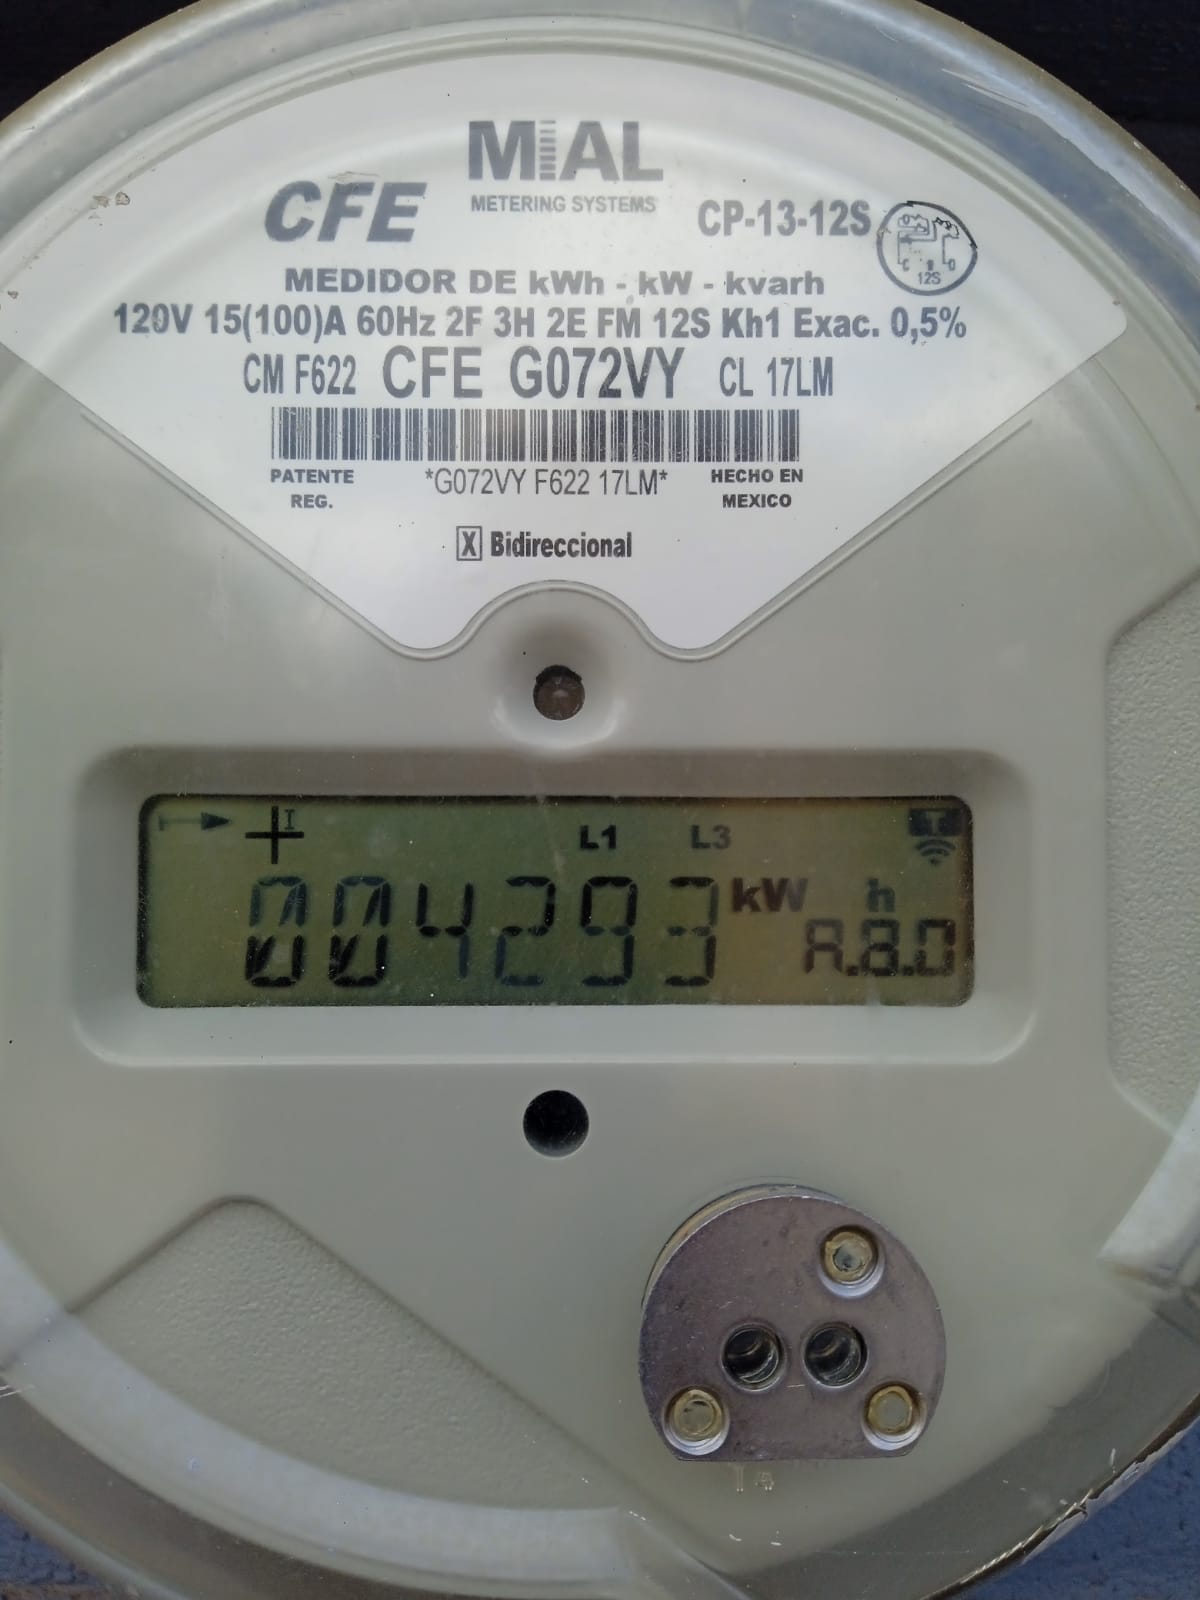 MIAL
METERING SYSTEMS
CFE
CP-13-12S
12S
MEDIDOR DE kWh - kW - kvarh
120V 15(100)A 60Hz 2F 3H 2E FM 12S Kh1 Exac. 0,5%
CM F622 CFE G072VY CL 17LM
PATENTE REG.
*G072VY F622 17LM*
HECHO EN MEXICO
X Bidireccional
+ I L1 L3 T
004293 kW h
A.8.0